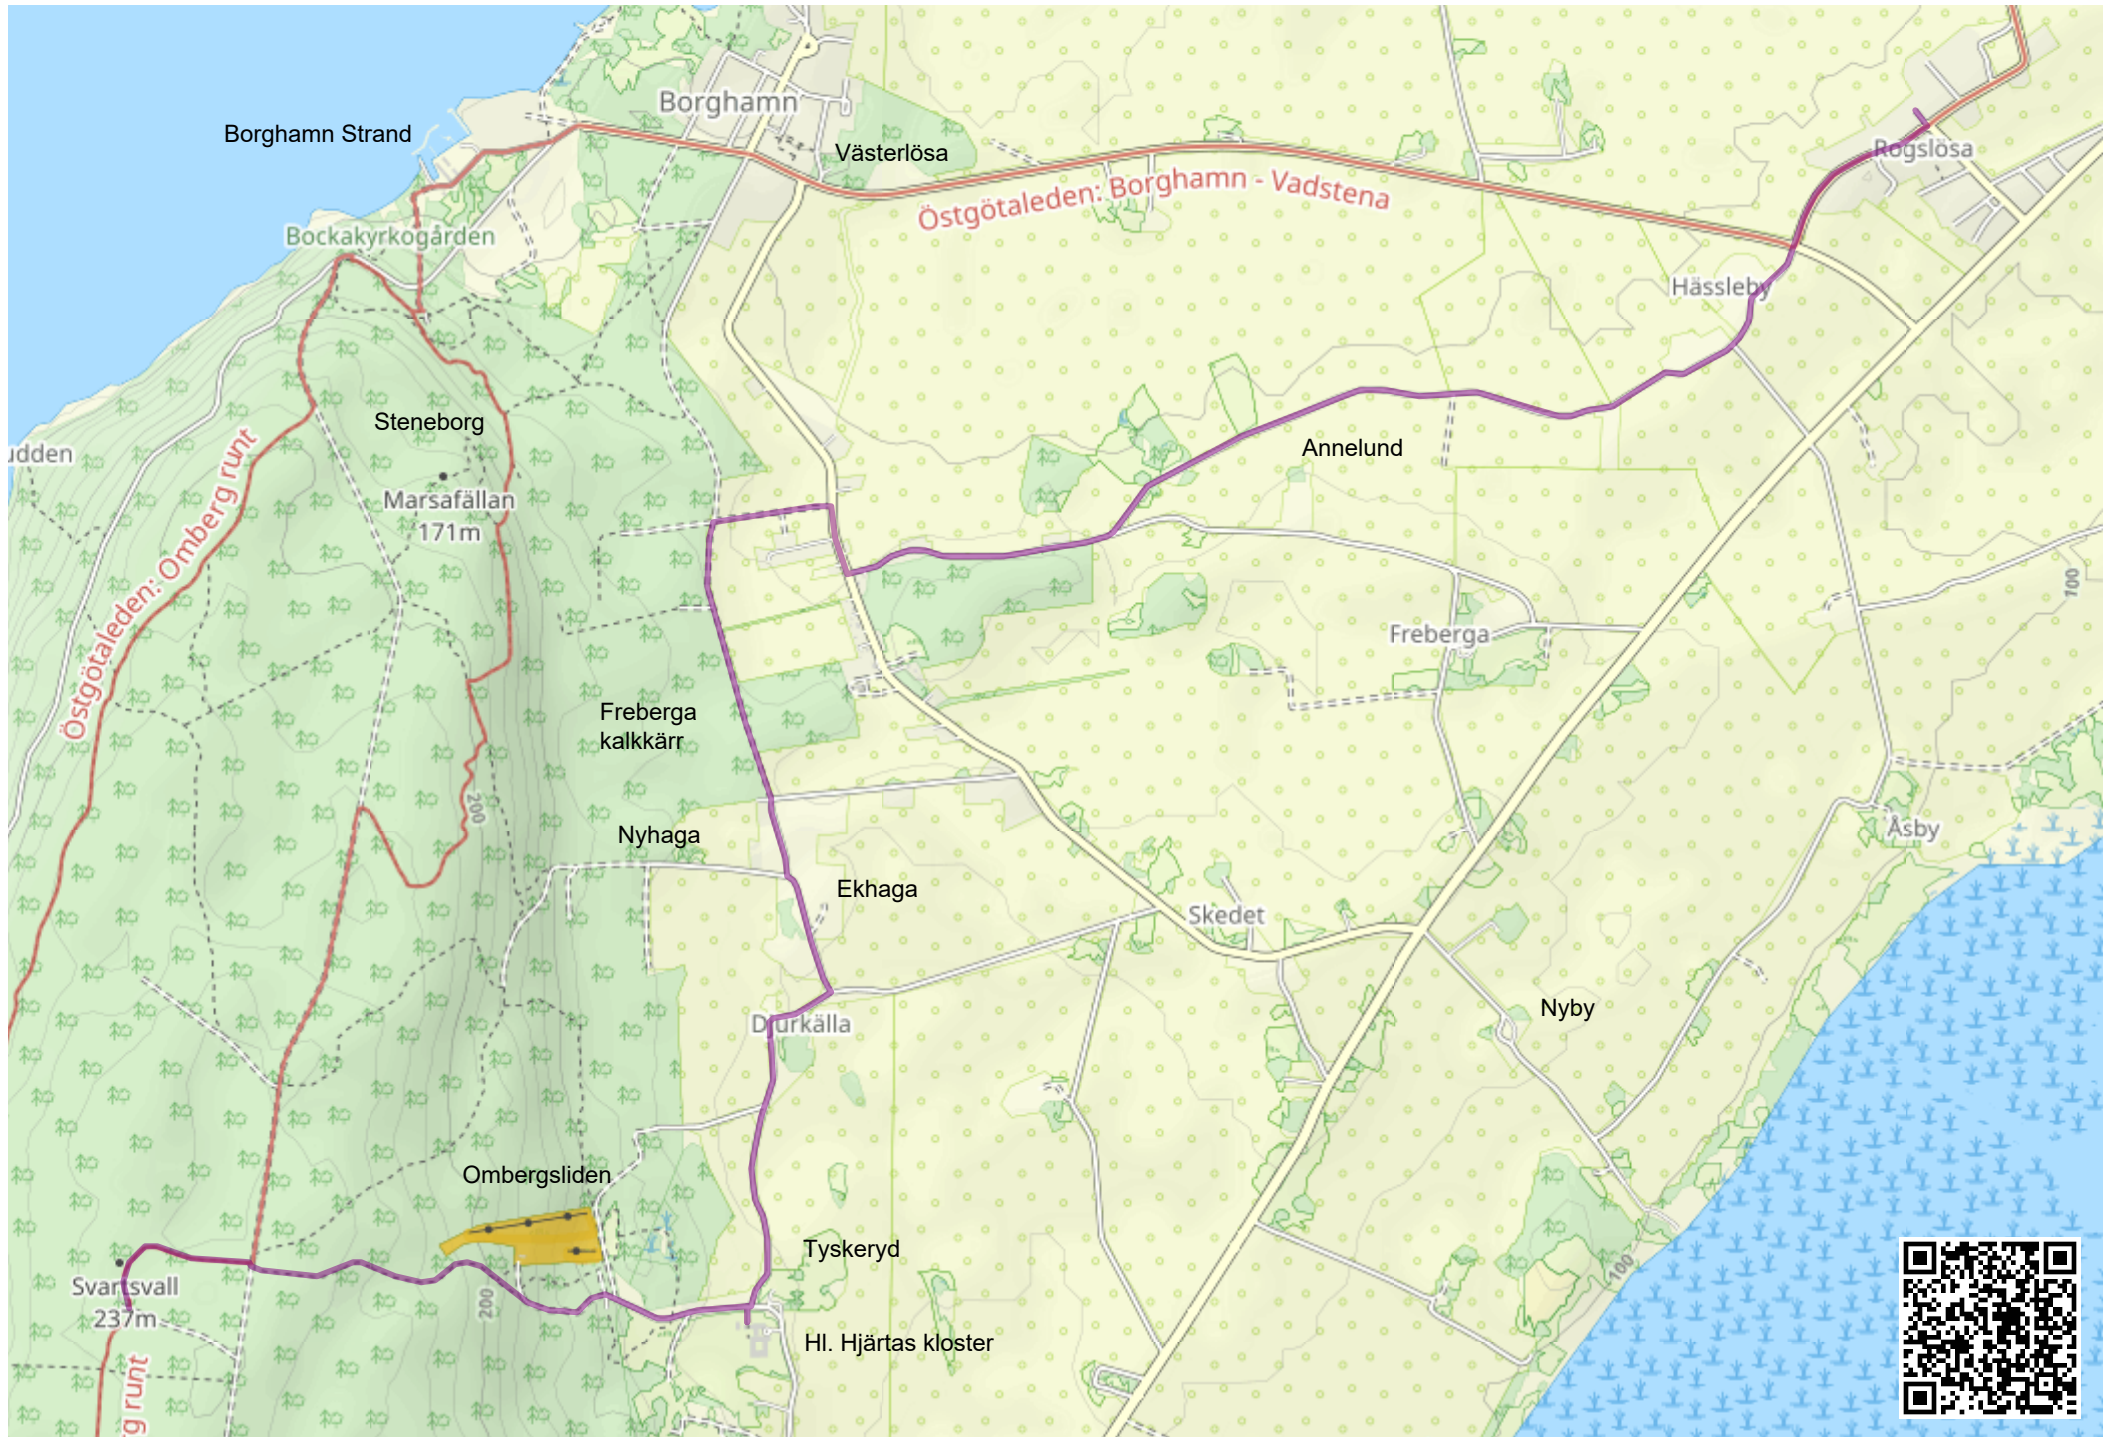 Borghamn
Borghamn Strand
Västerlösa
Rogslösa
Östgötaleden: Borghamn - Vadstena
Bockakyrkogården
Hässleby
Steneborg
udden
Annelund
Marsafällan
171m
Östgötaleden: Omberg runt
100
Freberga
Freberga
kalkkärr
200
Nyhaga
Åsby
Ekhaga
Skedet
Nyby
Djurkälla
Ombergsliden
Tyskeryd
Svartsvall
237m
200
100
Hl. Hjärtas kloster
rg runt